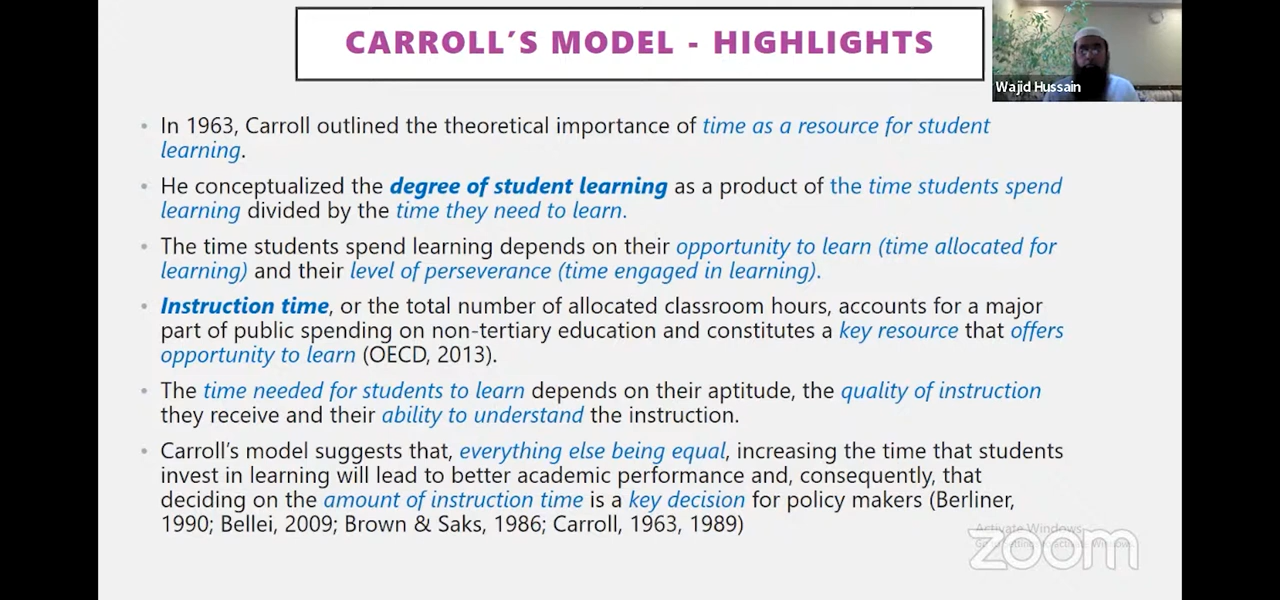 CARROLL'S MODEL - HIGHLIGHTS
Wajid Hussain
• In 1963, Carroll outlined the theoretical importance of time as a resource for student
learning.
• He conceptualized the degree of student learning as a product of the time students spend
learning divided by the time they need to learn.
• The time students spend learning depends on their opportunity to learn (time allocated for
learning) and their level of perseverance (time engaged in learning).
• Instruction time, or the total number of allocated classroom hours, accounts for a major
part of public spending on non-tertiary education and constitutes a key resource that offers
opportunity to learn (OECD, 2013).
• The time needed for students to learn depends on their aptitude, the quality of instruction
they receive and their ability to understand the instruction.
• Carroll's model suggests that, everything else being equal, increasing the time that students
invest in learning will lead to better academic performance and, consequently, that
deciding on the amount of instruction time is a key decision for policy makers (Berliner,
1990; Bellei, 2009; Brown & Saks, 1986; Carroll, 1963, 1989)
Activate Windows
zoom